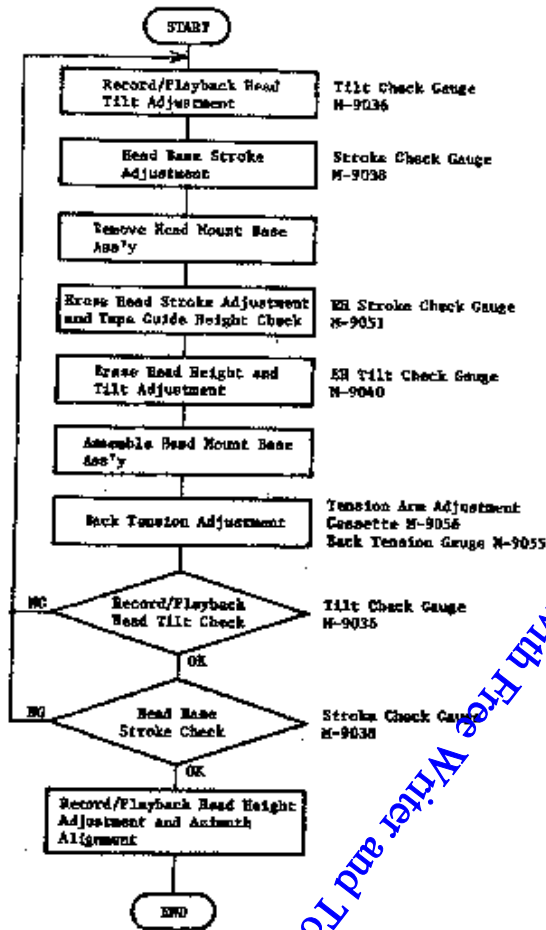 START
Record/Playback Head
Tilt Adjustment
Tilt Check Gauge
M-9036
Head Base Stroke
Adjustment
Stroke Check Gauge
M-9038
Remove Head Mount Base
Ass'y
Erase Head Stroke Adjustment
and Tape Guide Height Check
EH Stroke Check Gauge
M-9051
Erase Head Height and
Tilt Adjustment
EH Tilt Check Gauge
M-9040
Assemble Head Mount Base
Ass'y
Back Tension Adjustment
Tension Arm Adjustment
Cassette M-9056
Back Tension Gauge M-9055
NG
Record/Playback
Head Tilt Check
Tilt Check Gauge
M-9036
OK
NG
Head Base
Stroke Check
Stroke Check Gauge
M-9038
OK
Record/Playback Head Height
Adjustment and Azimuth
Alignment
END
with Free Writer and To